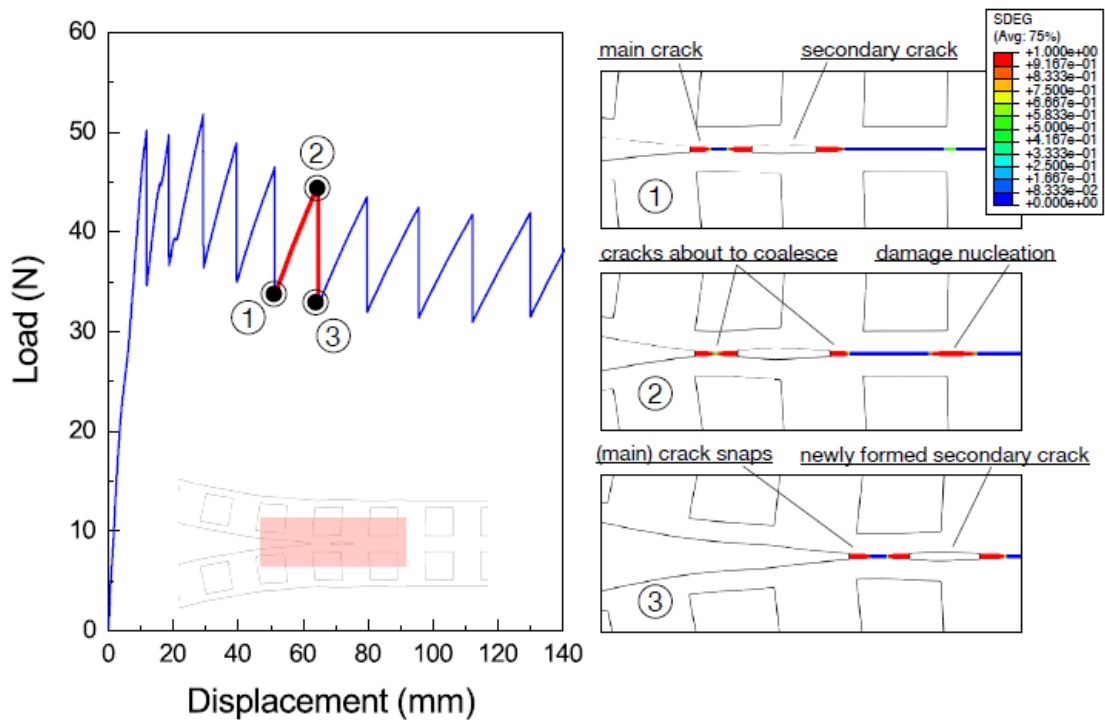 60
50
40
30
20
10
0
0 20 40 60 80 100 120 140
Load (N)
Displacement (mm)
1
2
3
main crack secondary crack
1
SDEG
(Avg: 75%)
+1.000e+00
+9.167e-01
+8.333e-01
+7.500e-01
+6.667e-01
+5.833e-01
+5.000e-01
+4.167e-01
+3.333e-01
+2.500e-01
+1.667e-01
+8.333e-02
+0.000e+00
cracks about to coalesce damage nucleation
2
(main) crack snaps newly formed secondary crack
3